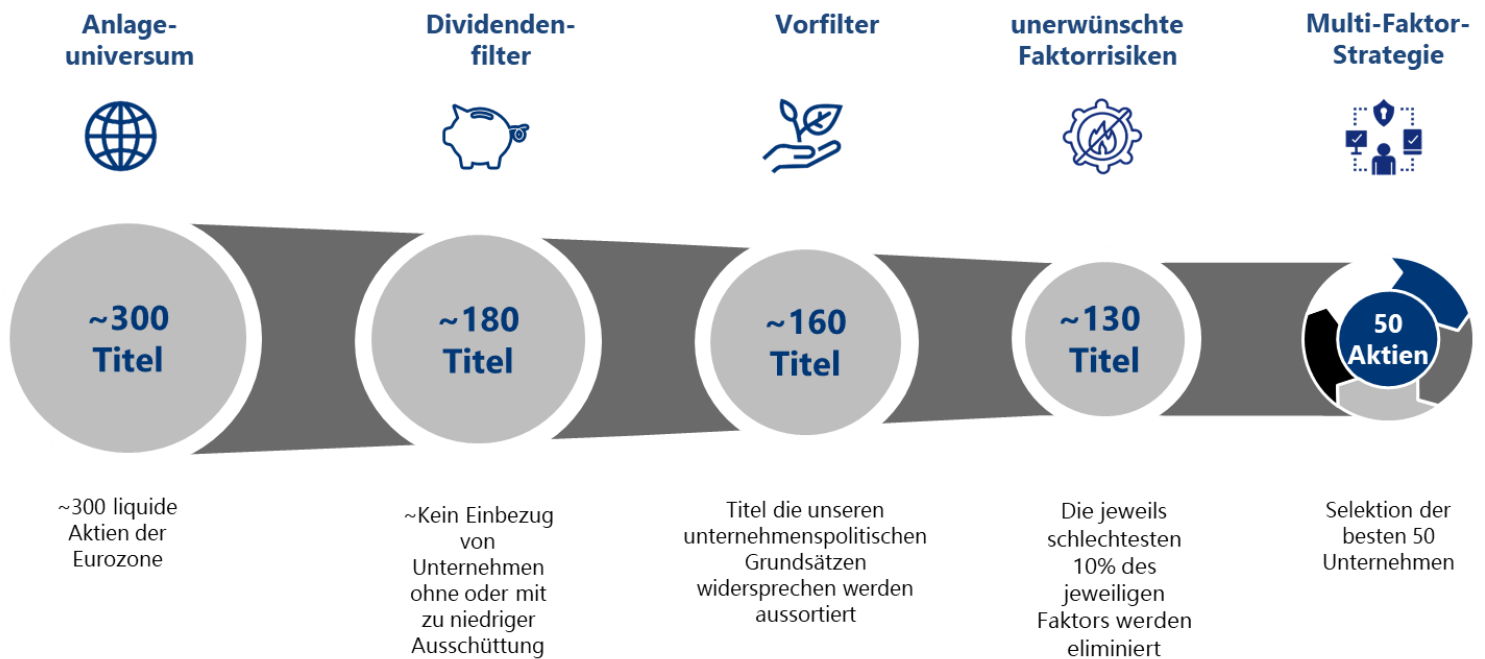 Anlage-
universum
Dividenden-
filter
Vorfilter
unerwünschte
Faktorrisiken
Multi-Faktor-
Strategie
~300
Titel
~180
Titel
~160
Titel
~130
Titel
50
Aktien
~300 liquide
Aktien der
Eurozone
~Kein Einbezug
von
Unternehmen
ohne oder mit
zu niedriger
Ausschüttung
Titel die unseren
unternehmenspolitischen
Grundsätzen
widersprechen werden
aussortiert
Die jeweils
schlechtesten
10% des
jeweiligen
Faktors werden
eliminiert
Selektion der
besten 50
Unternehmen